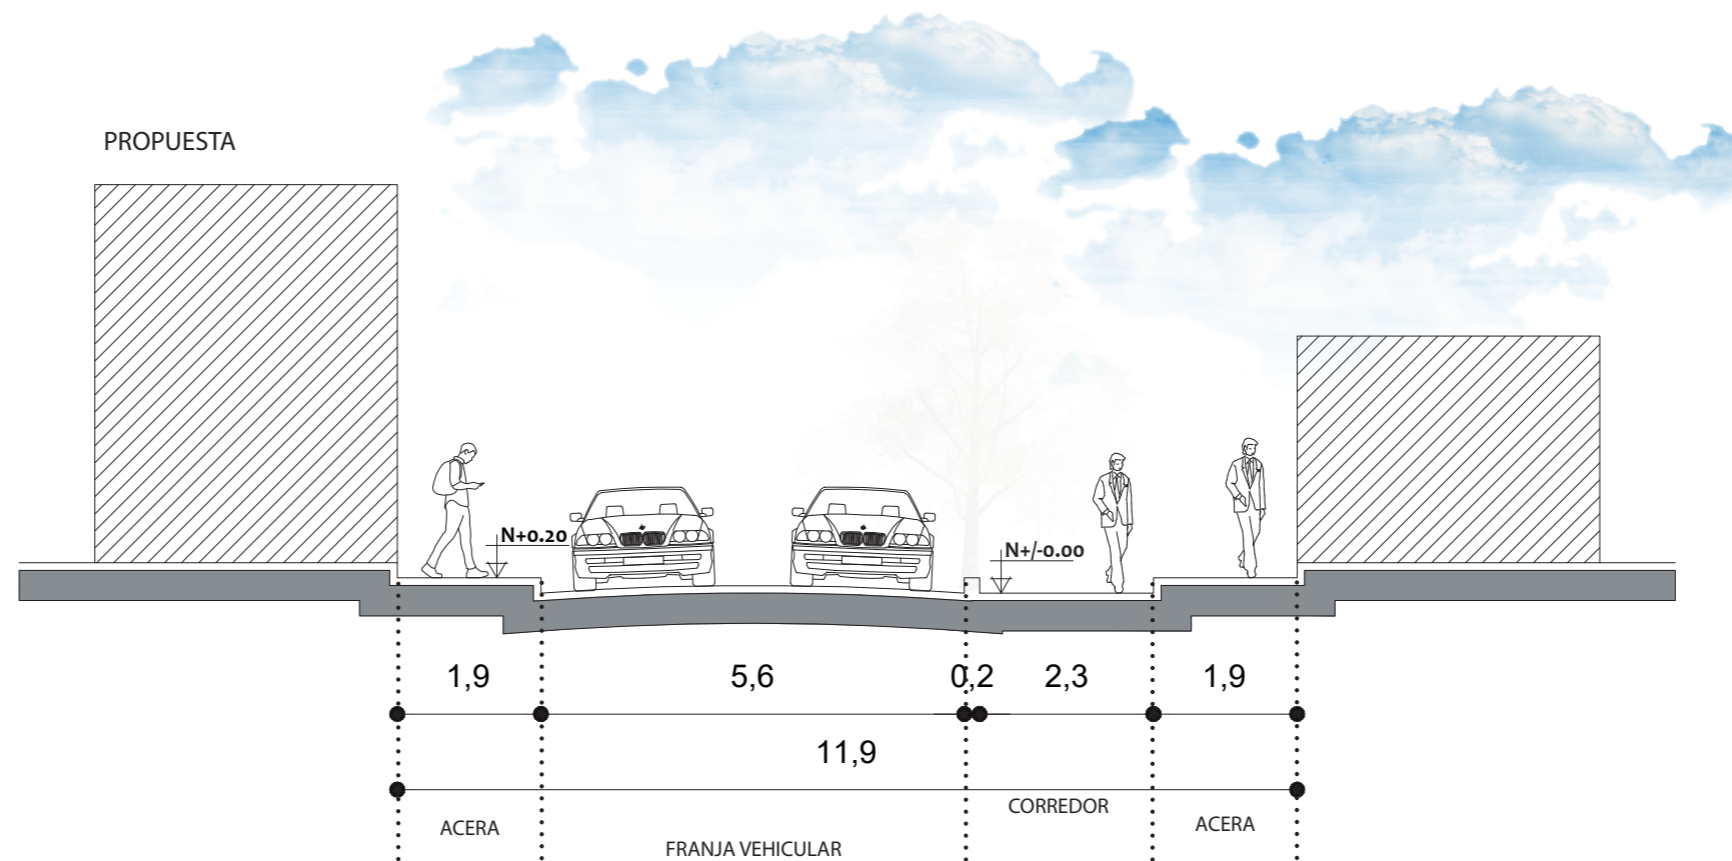 PROPUESTA
N+0.20
N+/-0.00
1,9
5,6
0,2
2,3
1,9
11,9
CORREDOR
ACERA
ACERA
FRANJA VEHICULAR